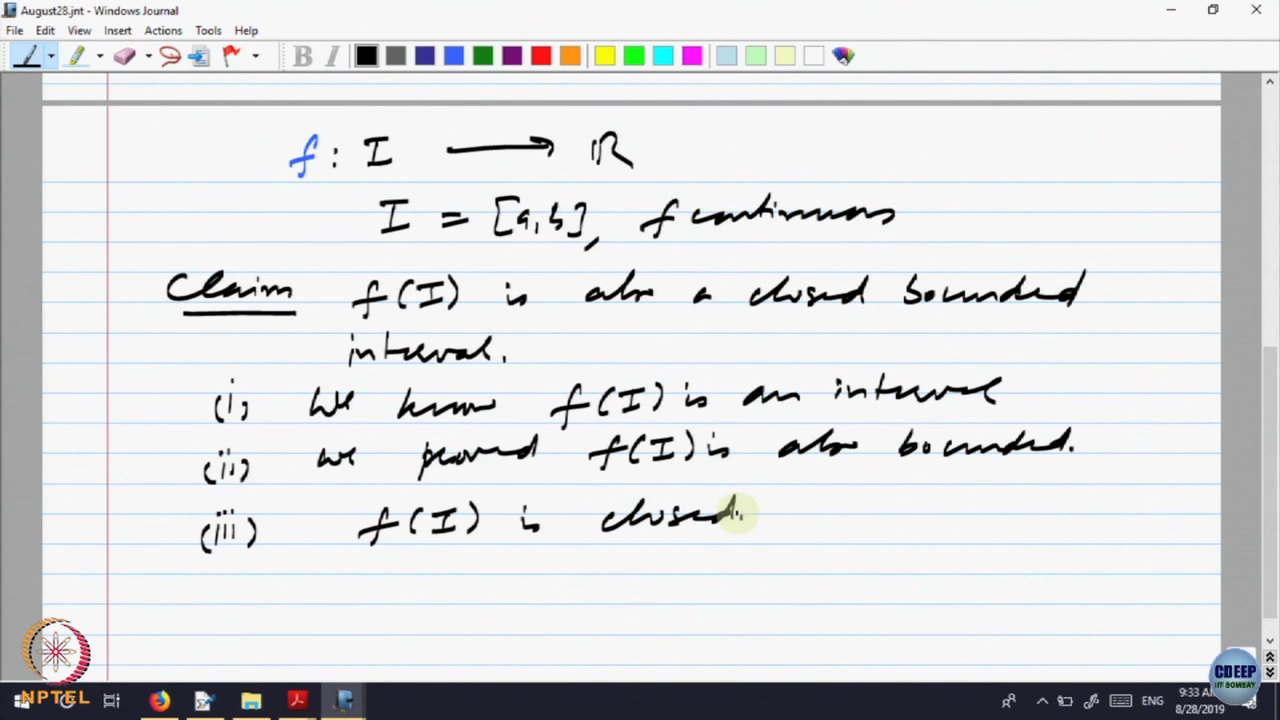 August28.jnt - Windows Journal
File Edit View Insert Actions Tools Help
B I
f : I ⟶ ℝ
I = [a,b], f continuous
Claim f(I) is also a closed bounded
interval.
(i) We know f(I) is an interval
(ii) we proved f(I) is also bounded.
(iii) f(I) is closed.
NPTEL
CDEEP
IIT BOMBAY
ENG
9:33 A
8/28/2019